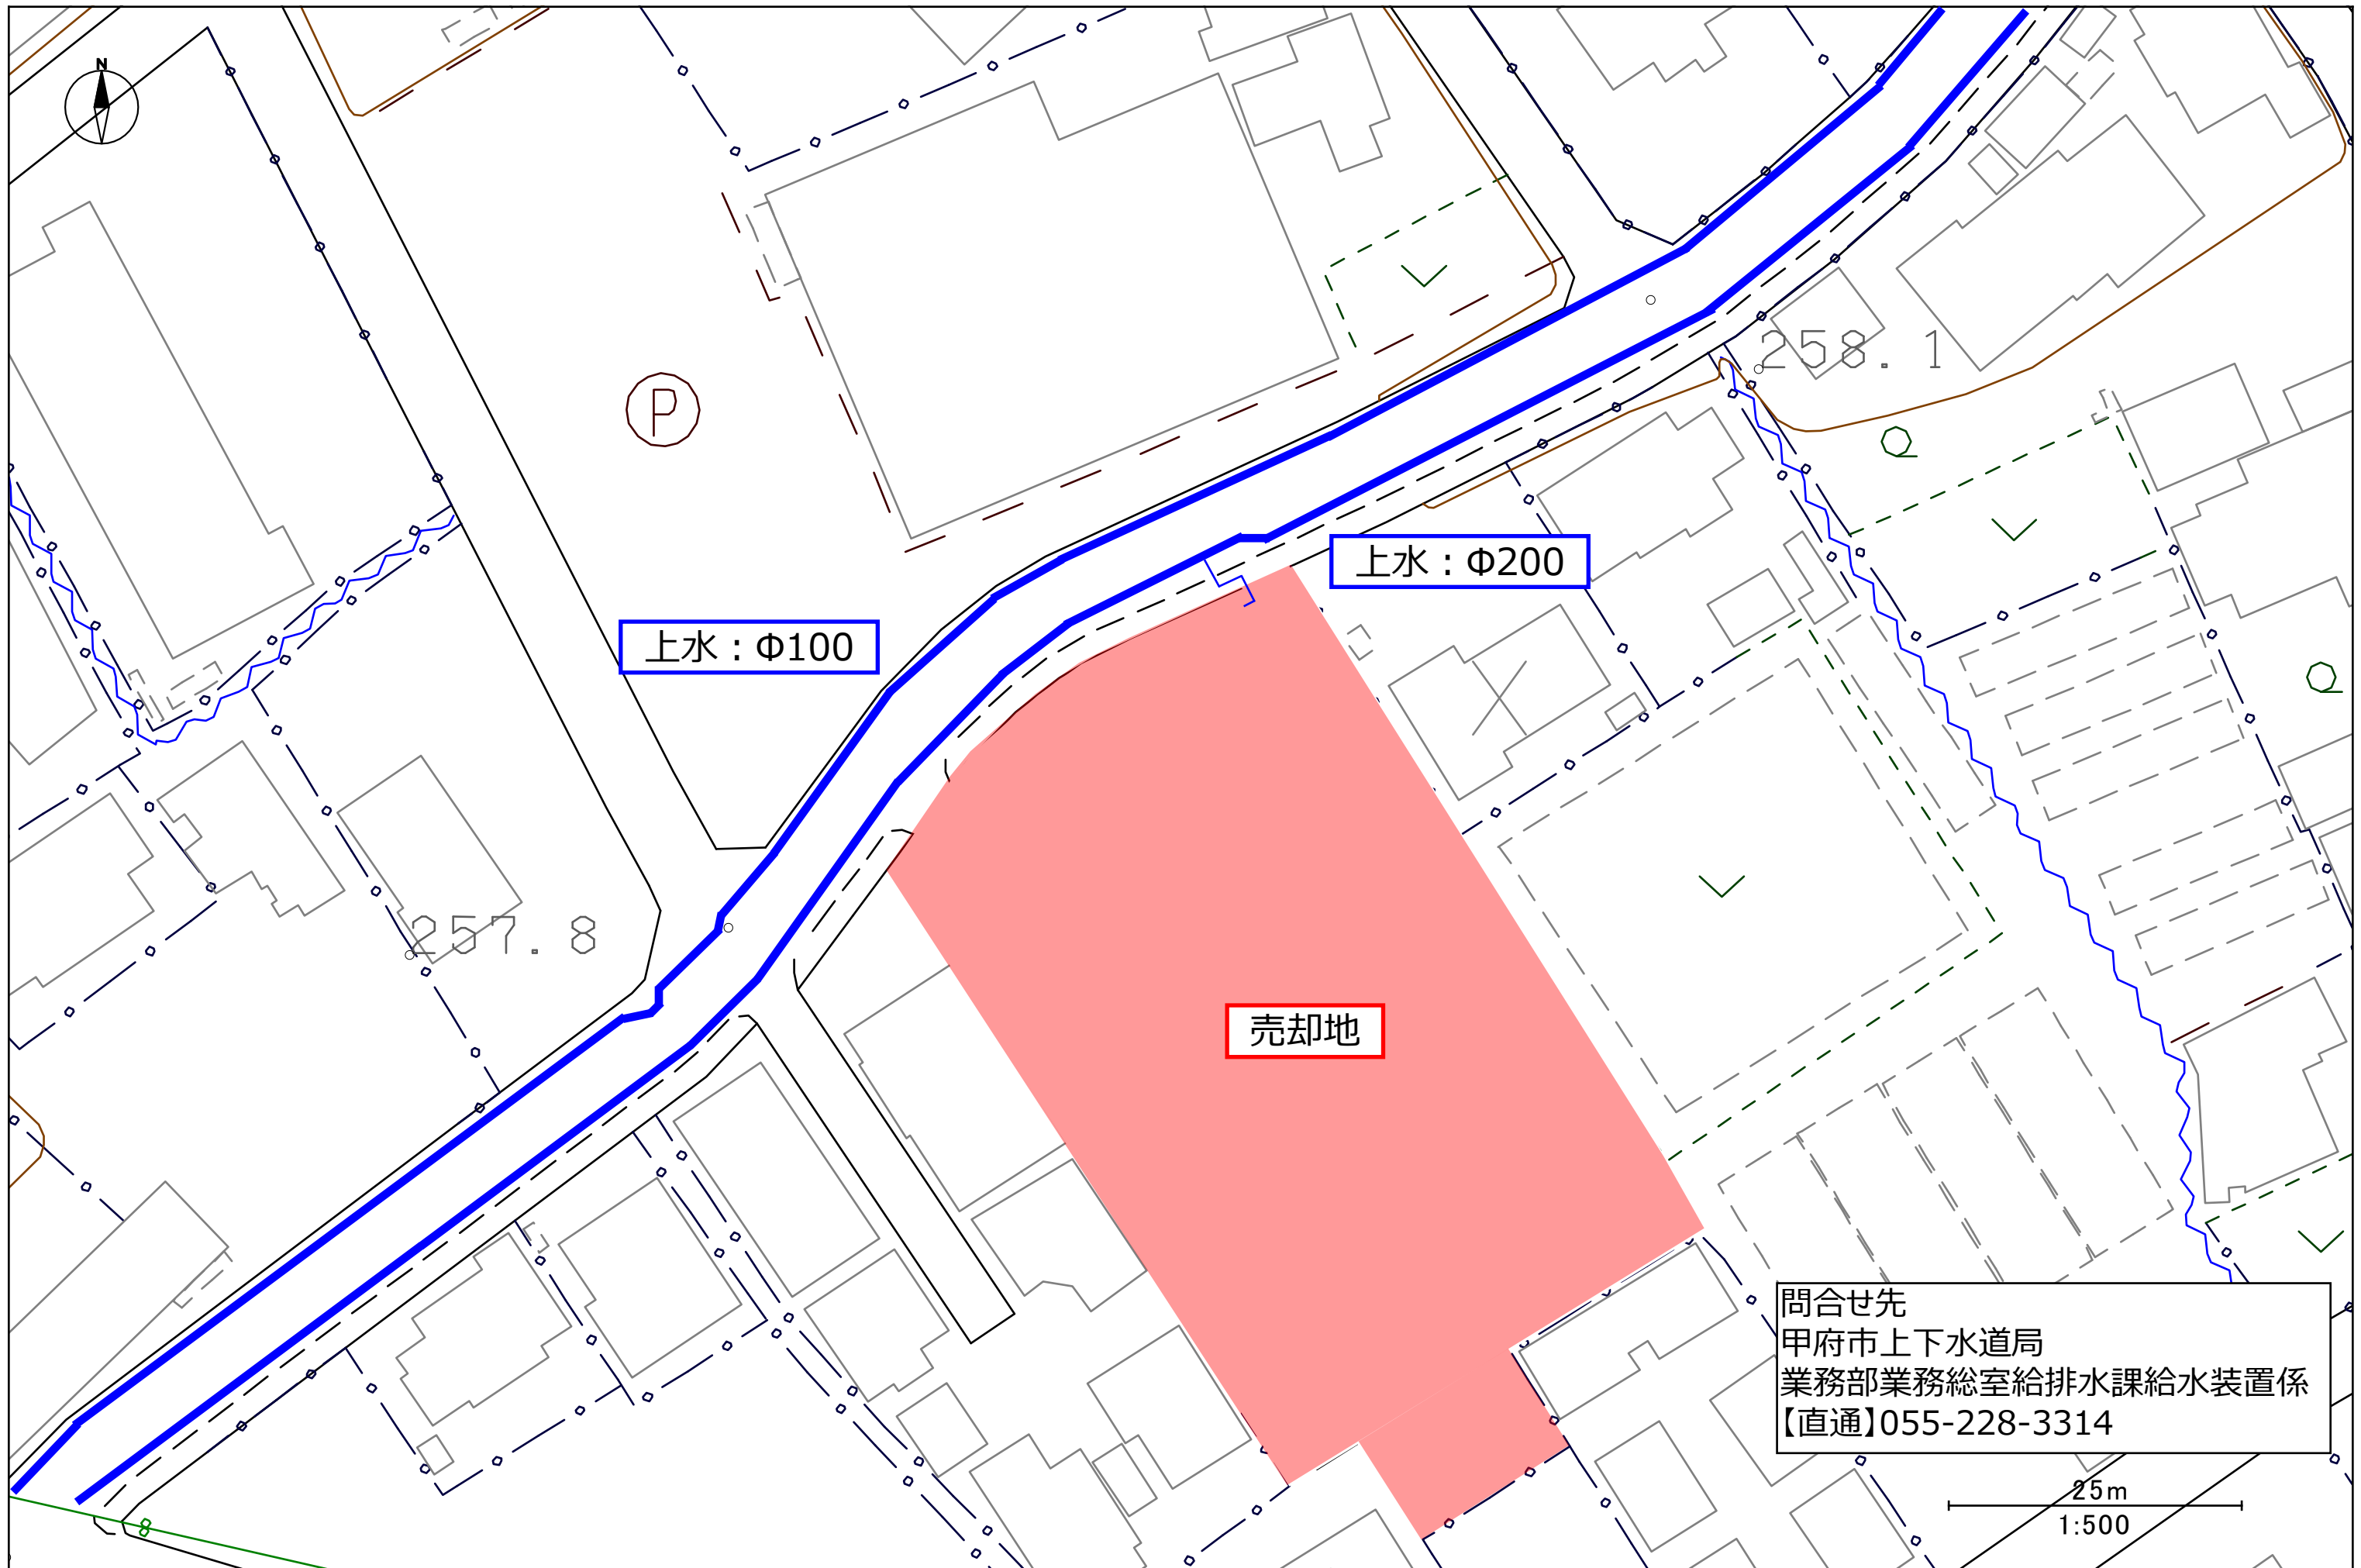 N
P
258.1
上水：Φ200
上水：Φ100
257.8
売却地
問合せ先
甲府市上下水道局
業務部業務総室給排水課給水装置係
【直通】055-228-3314
25m
1:500